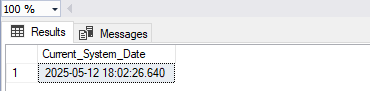 100 %
Results Messages
Current_System_Date
1 2025-05-12 18:02:26.640